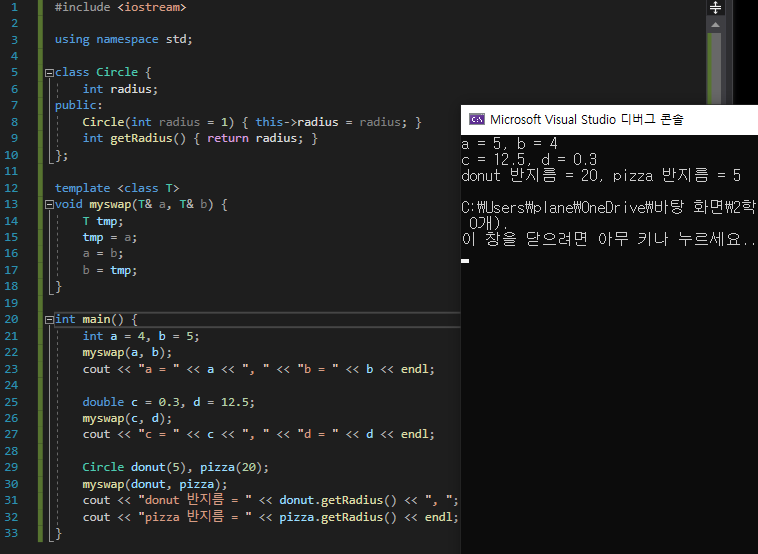 1 #include <iostream>
2
3 using namespace std;
4
5 class Circle {
6 int radius;
7 public:
8 Circle(int radius = 1) { this->radius = radius; }
9 int getRadius() { return radius; }
10 };
11
12 template <class T>
13 void myswap(T& a, T& b) {
14 T tmp;
15 tmp = a;
16 a = b;
17 b = tmp;
18 }
19
20 int main() {
21 int a = 4, b = 5;
22 myswap(a, b);
23 cout << "a = " << a << ", " << "b = " << b << endl;
24
25 double c = 0.3, d = 12.5;
26 myswap(c, d);
27 cout << "c = " << c << ", " << "d = " << d << endl;
28
29 Circle donut(5), pizza(20);
30 myswap(donut, pizza);
31 cout << "donut 반지름 = " << donut.getRadius() << ", ";
32 cout << "pizza 반지름 = " << pizza.getRadius() << endl;
33 }
Microsoft Visual Studio 디버그 콘솔
a = 5, b = 4
c = 12.5, d = 0.3
donut 반지름 = 20, pizza 반지름 = 5
C:₩Users₩plane₩OneDrive₩바탕 화면₩2학
0개).
이 창을 닫으려면 아무 키나 누르세요..